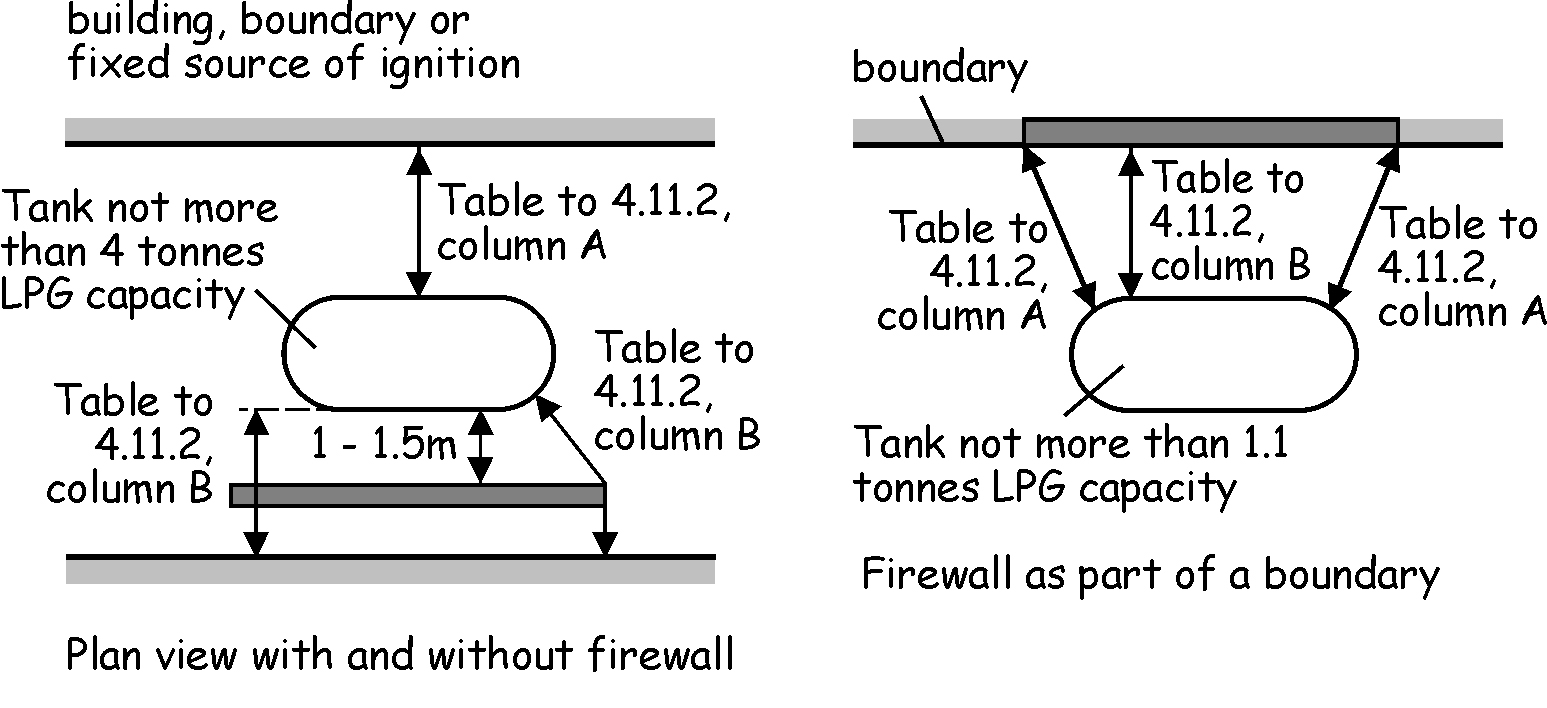 building, boundary or
fixed source of ignition
Tank not more
than 4 tonnes
LPG capacity
Table to 4.11.2,
column A
Table to
4.11.2,
column B
1 - 1.5m
Table to
4.11.2,
column B
Plan view with and without firewall
boundary
Table to
4.11.2,
column A
Table to
4.11.2,
column B
Table to
4.11.2,
column A
Tank not more than 1.1
tonnes LPG capacity
Firewall as part of a boundary